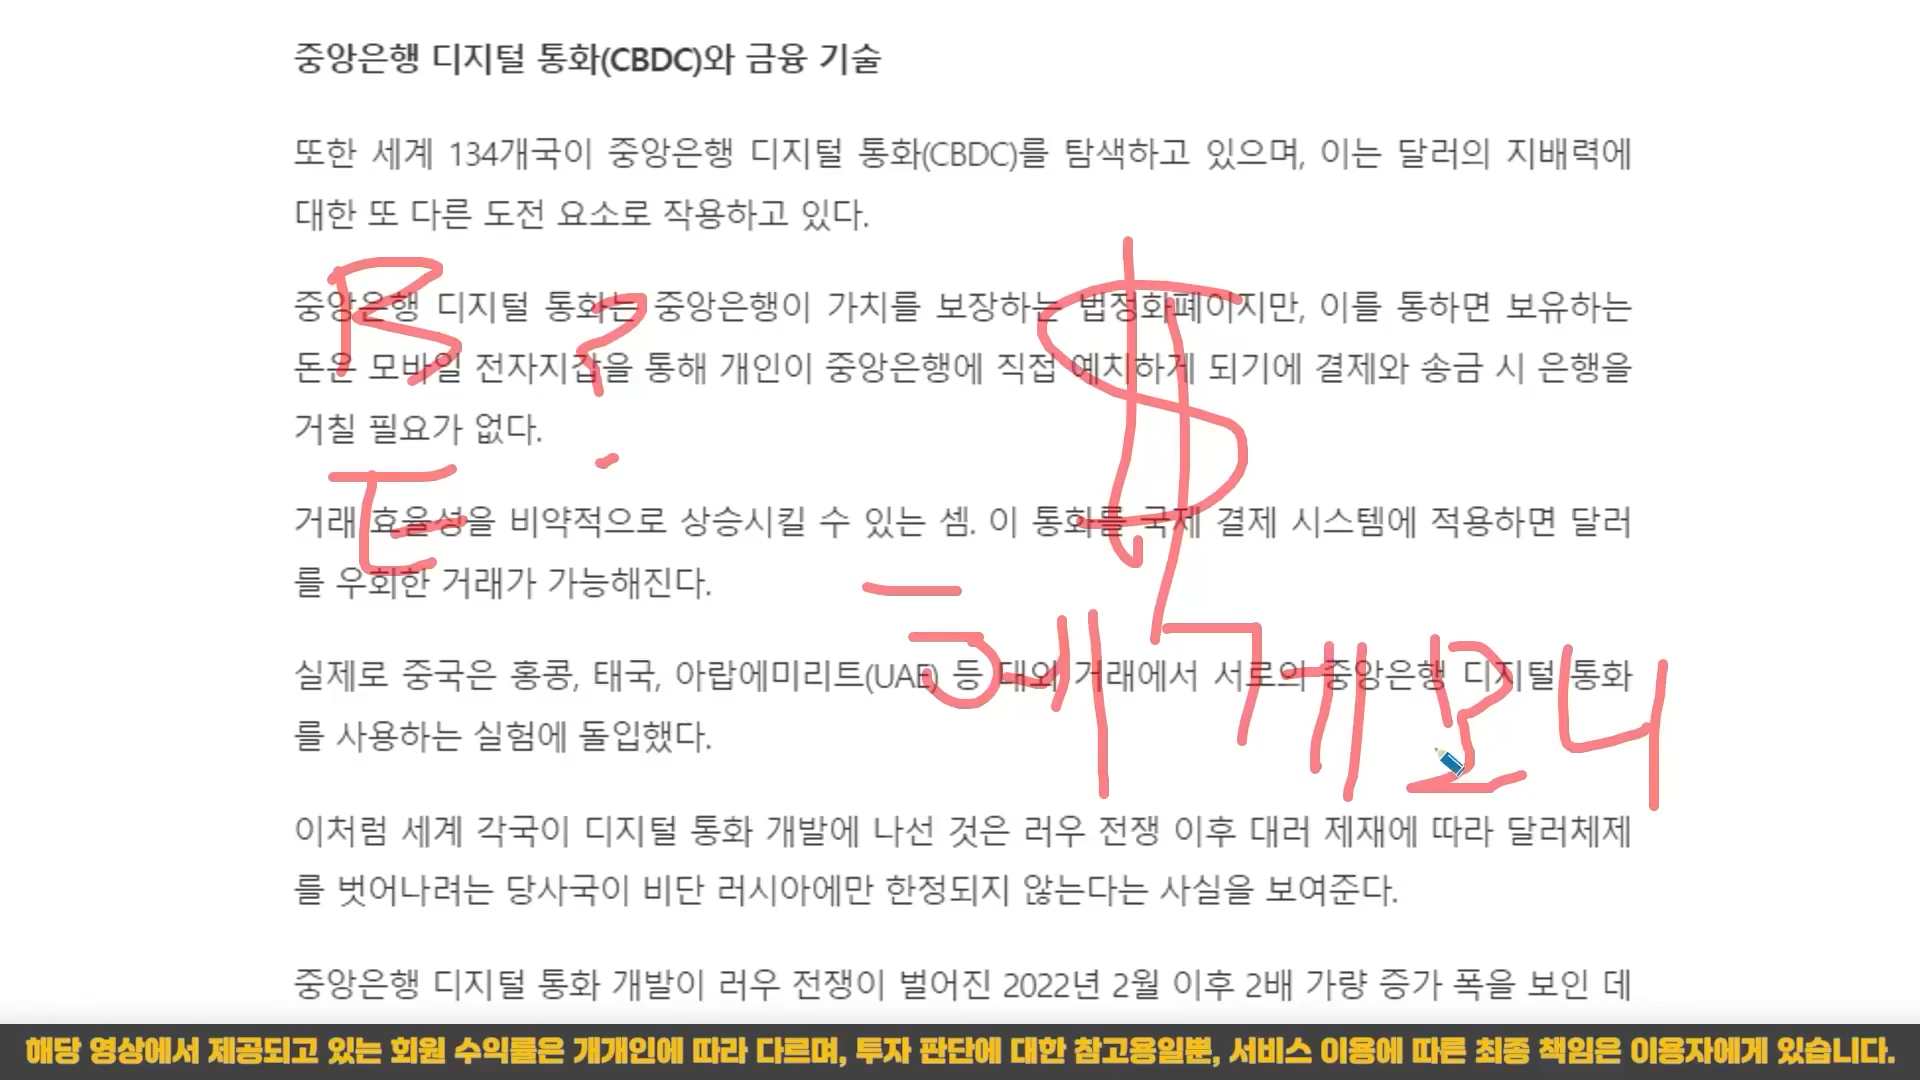 중앙은행 디지털 통화(CBDC)와 금융 기술
또한 세계 134개국이 중앙은행 디지털 통화(CBDC)를 탐색하고 있으며, 이는 달러의 지배력에
대한 또 다른 도전 요소로 작용하고 있다.
중앙은행 디지털 통화는 중앙은행이 가치를 보장하는 법정화폐이지만, 이를 통하면 보유하는
돈은 모바일 전자지갑을 통해 개인이 중앙은행에 직접 예치하게 되기에 결제와 송금 시 은행을
거칠 필요가 없다.
B ? $
E
거래 효율성을 비약적으로 상승시킬 수 있는 셈. 이 통화를 국제 결제 시스템에 적용하면 달러
를 우회한 거래가 가능해진다.
실제로 중국은 홍콩, 태국, 아랍에미리트(UAE) 등 대외 거래에서 서로의 중앙은행 디지털 통화
를 사용하는 실험에 돌입했다.
이처럼 세계 각국이 디지털 통화 개발에 나선 것은 러우 전쟁 이후 대러 제재에 따라 달러체제
를 벗어나려는 당사국이 비단 러시아에만 한정되지 않는다는 사실을 보여준다.
중앙은행 디지털 통화 개발이 러우 전쟁이 벌어진 2022년 2월 이후 2배 가량 증가 폭을 보인 데
해당 영상에서 제공되고 있는 회원 수익률은 개개인에 따라 다르며, 투자 판단에 대한 참고용일뿐, 서비스 이용에 따른 최종 책임은 이용자에게 있습니다.